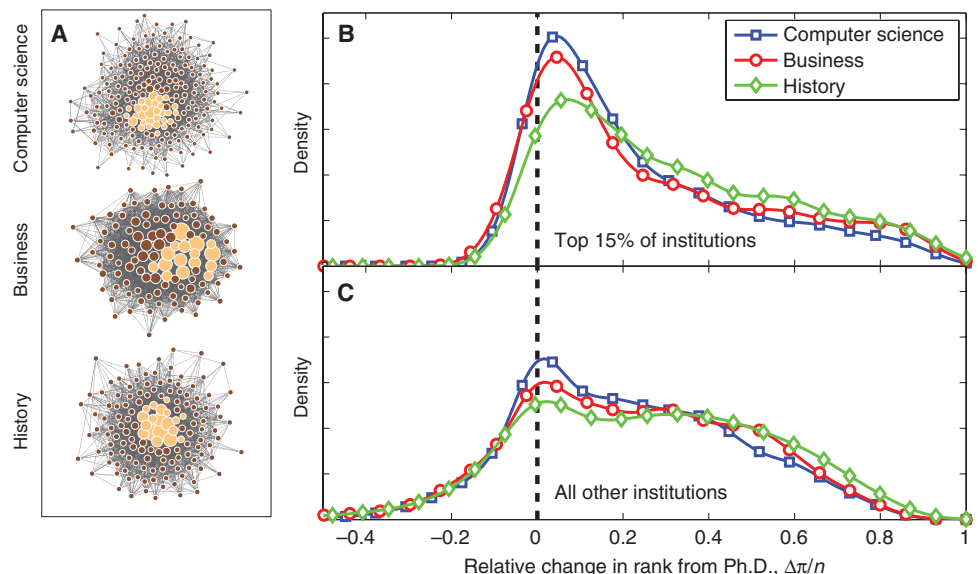 A
Computer science
Business
History
B
Computer science
Business
History
Density
Top 15% of institutions
C
Density
All other institutions
−0.4 −0.2 0 0.2 0.4 0.6 0.8 1
Relative change in rank from Ph.D., Δπ/n